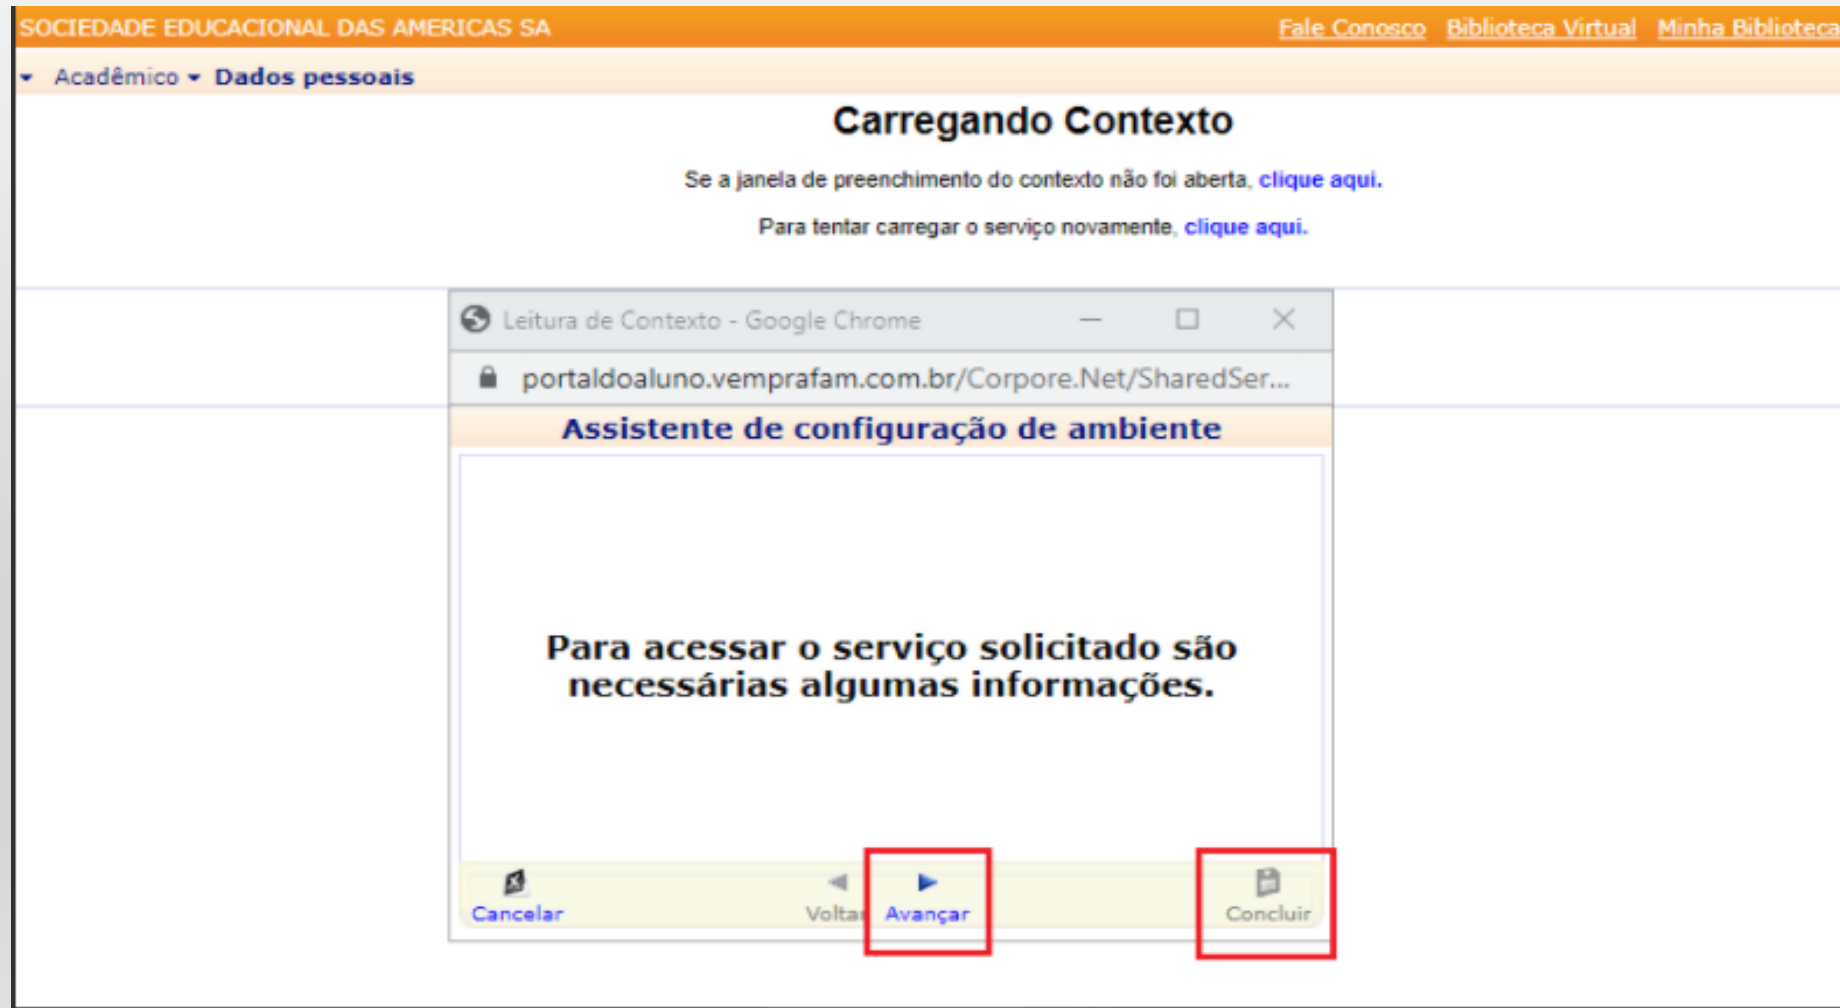 SOCIEDADE EDUCACIONAL DAS AMERICAS SA
Fale Conosco Biblioteca Virtual Minha Biblioteca
Acadêmico Dados pessoais
Carregando Contexto
Se a janela de preenchimento do contexto não foi aberta, clique aqui.
Para tentar carregar o serviço novamente, clique aqui.
Leitura de Contexto - Google Chrome
portaldoaluno.vemprafam.com.br/Corpore.Net/SharedSer...
Assistente de configuração de ambiente
Para acessar o serviço solicitado são
necessárias algumas informações.
Cancelar Voltar Avançar Concluir